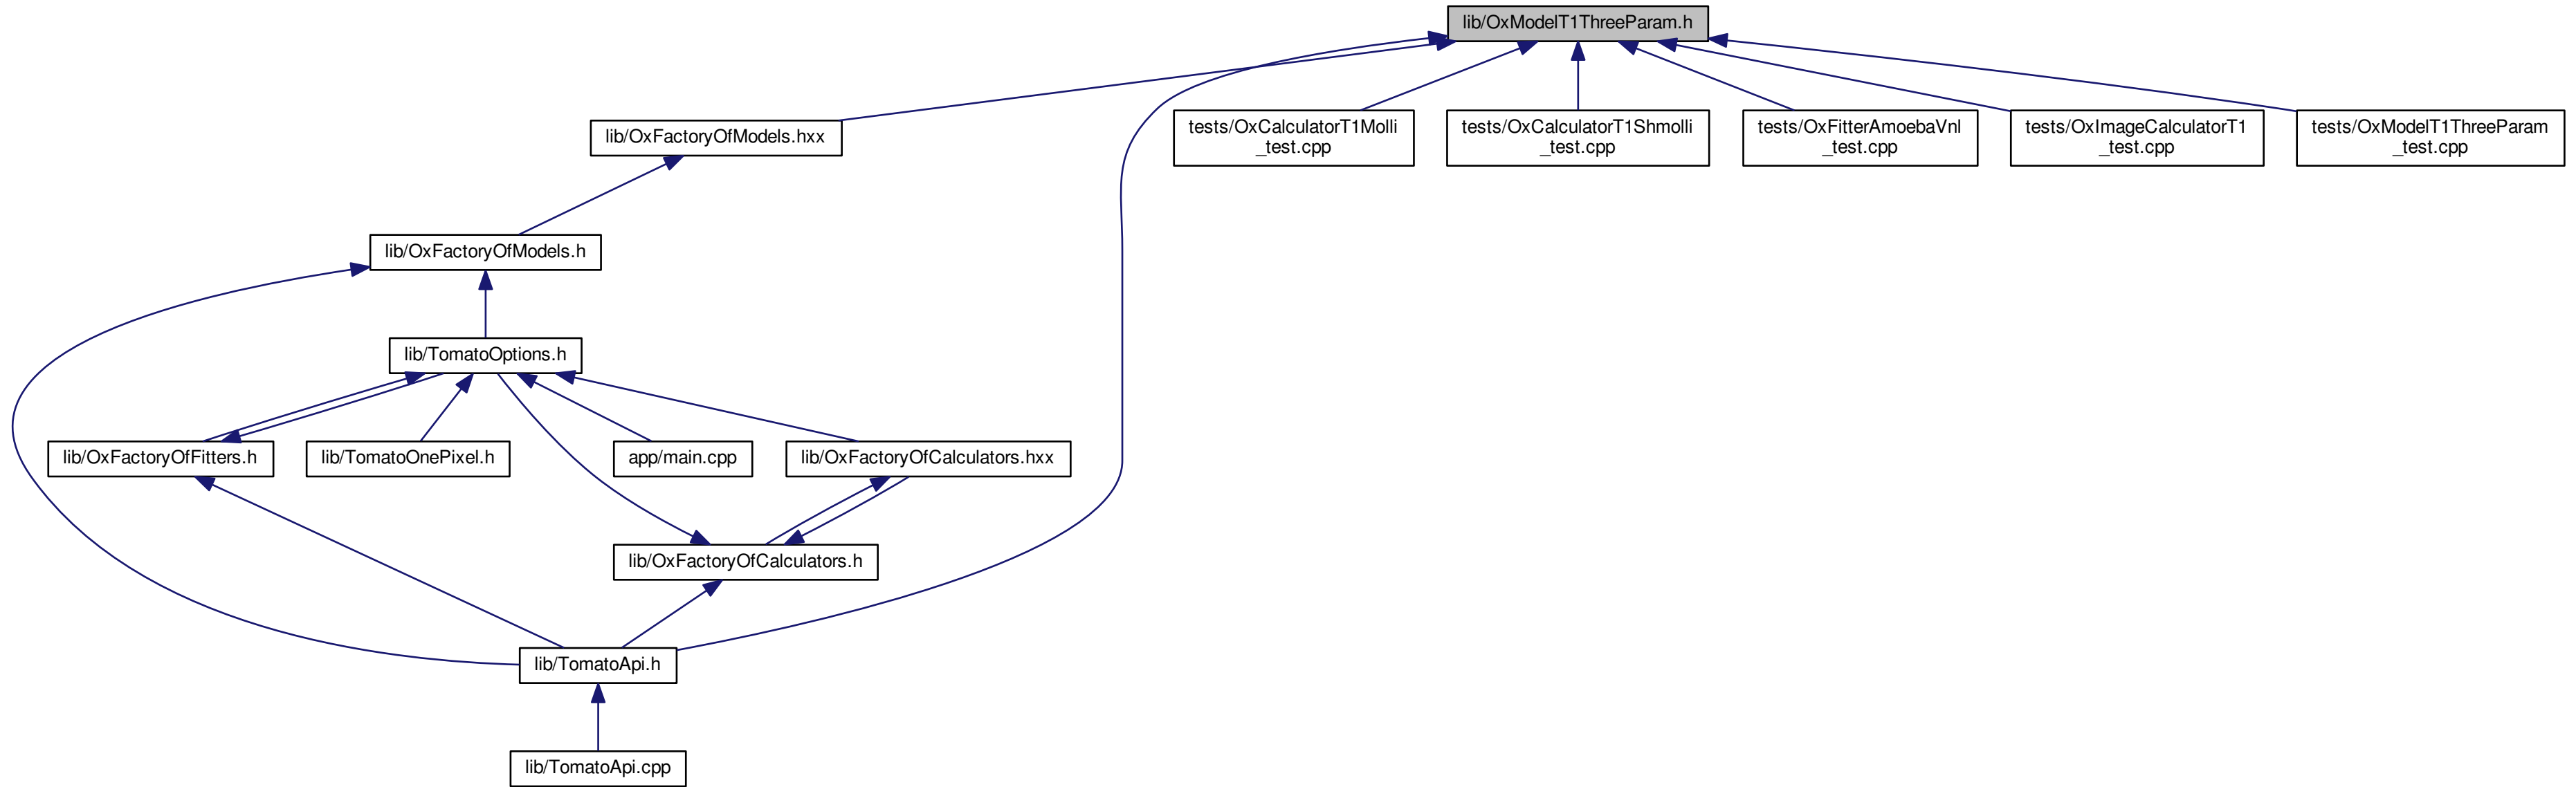 lib/OxModelT1ThreeParam.h
lib/OxFactoryOfModels.hxx
tests/OxCalculatorT1Molli
_test.cpp
tests/OxCalculatorT1Shmolli
_test.cpp
tests/OxFitterAmoebaVnl
_test.cpp
tests/OxImageCalculatorT1
_test.cpp
tests/OxModelT1ThreeParam
_test.cpp
lib/OxFactoryOfModels.h
lib/TomatoOptions.h
lib/OxFactoryOfFitters.h
lib/TomatoOnePixel.h
app/main.cpp
lib/OxFactoryOfCalculators.hxx
lib/OxFactoryOfCalculators.h
lib/TomatoApi.h
lib/TomatoApi.cpp